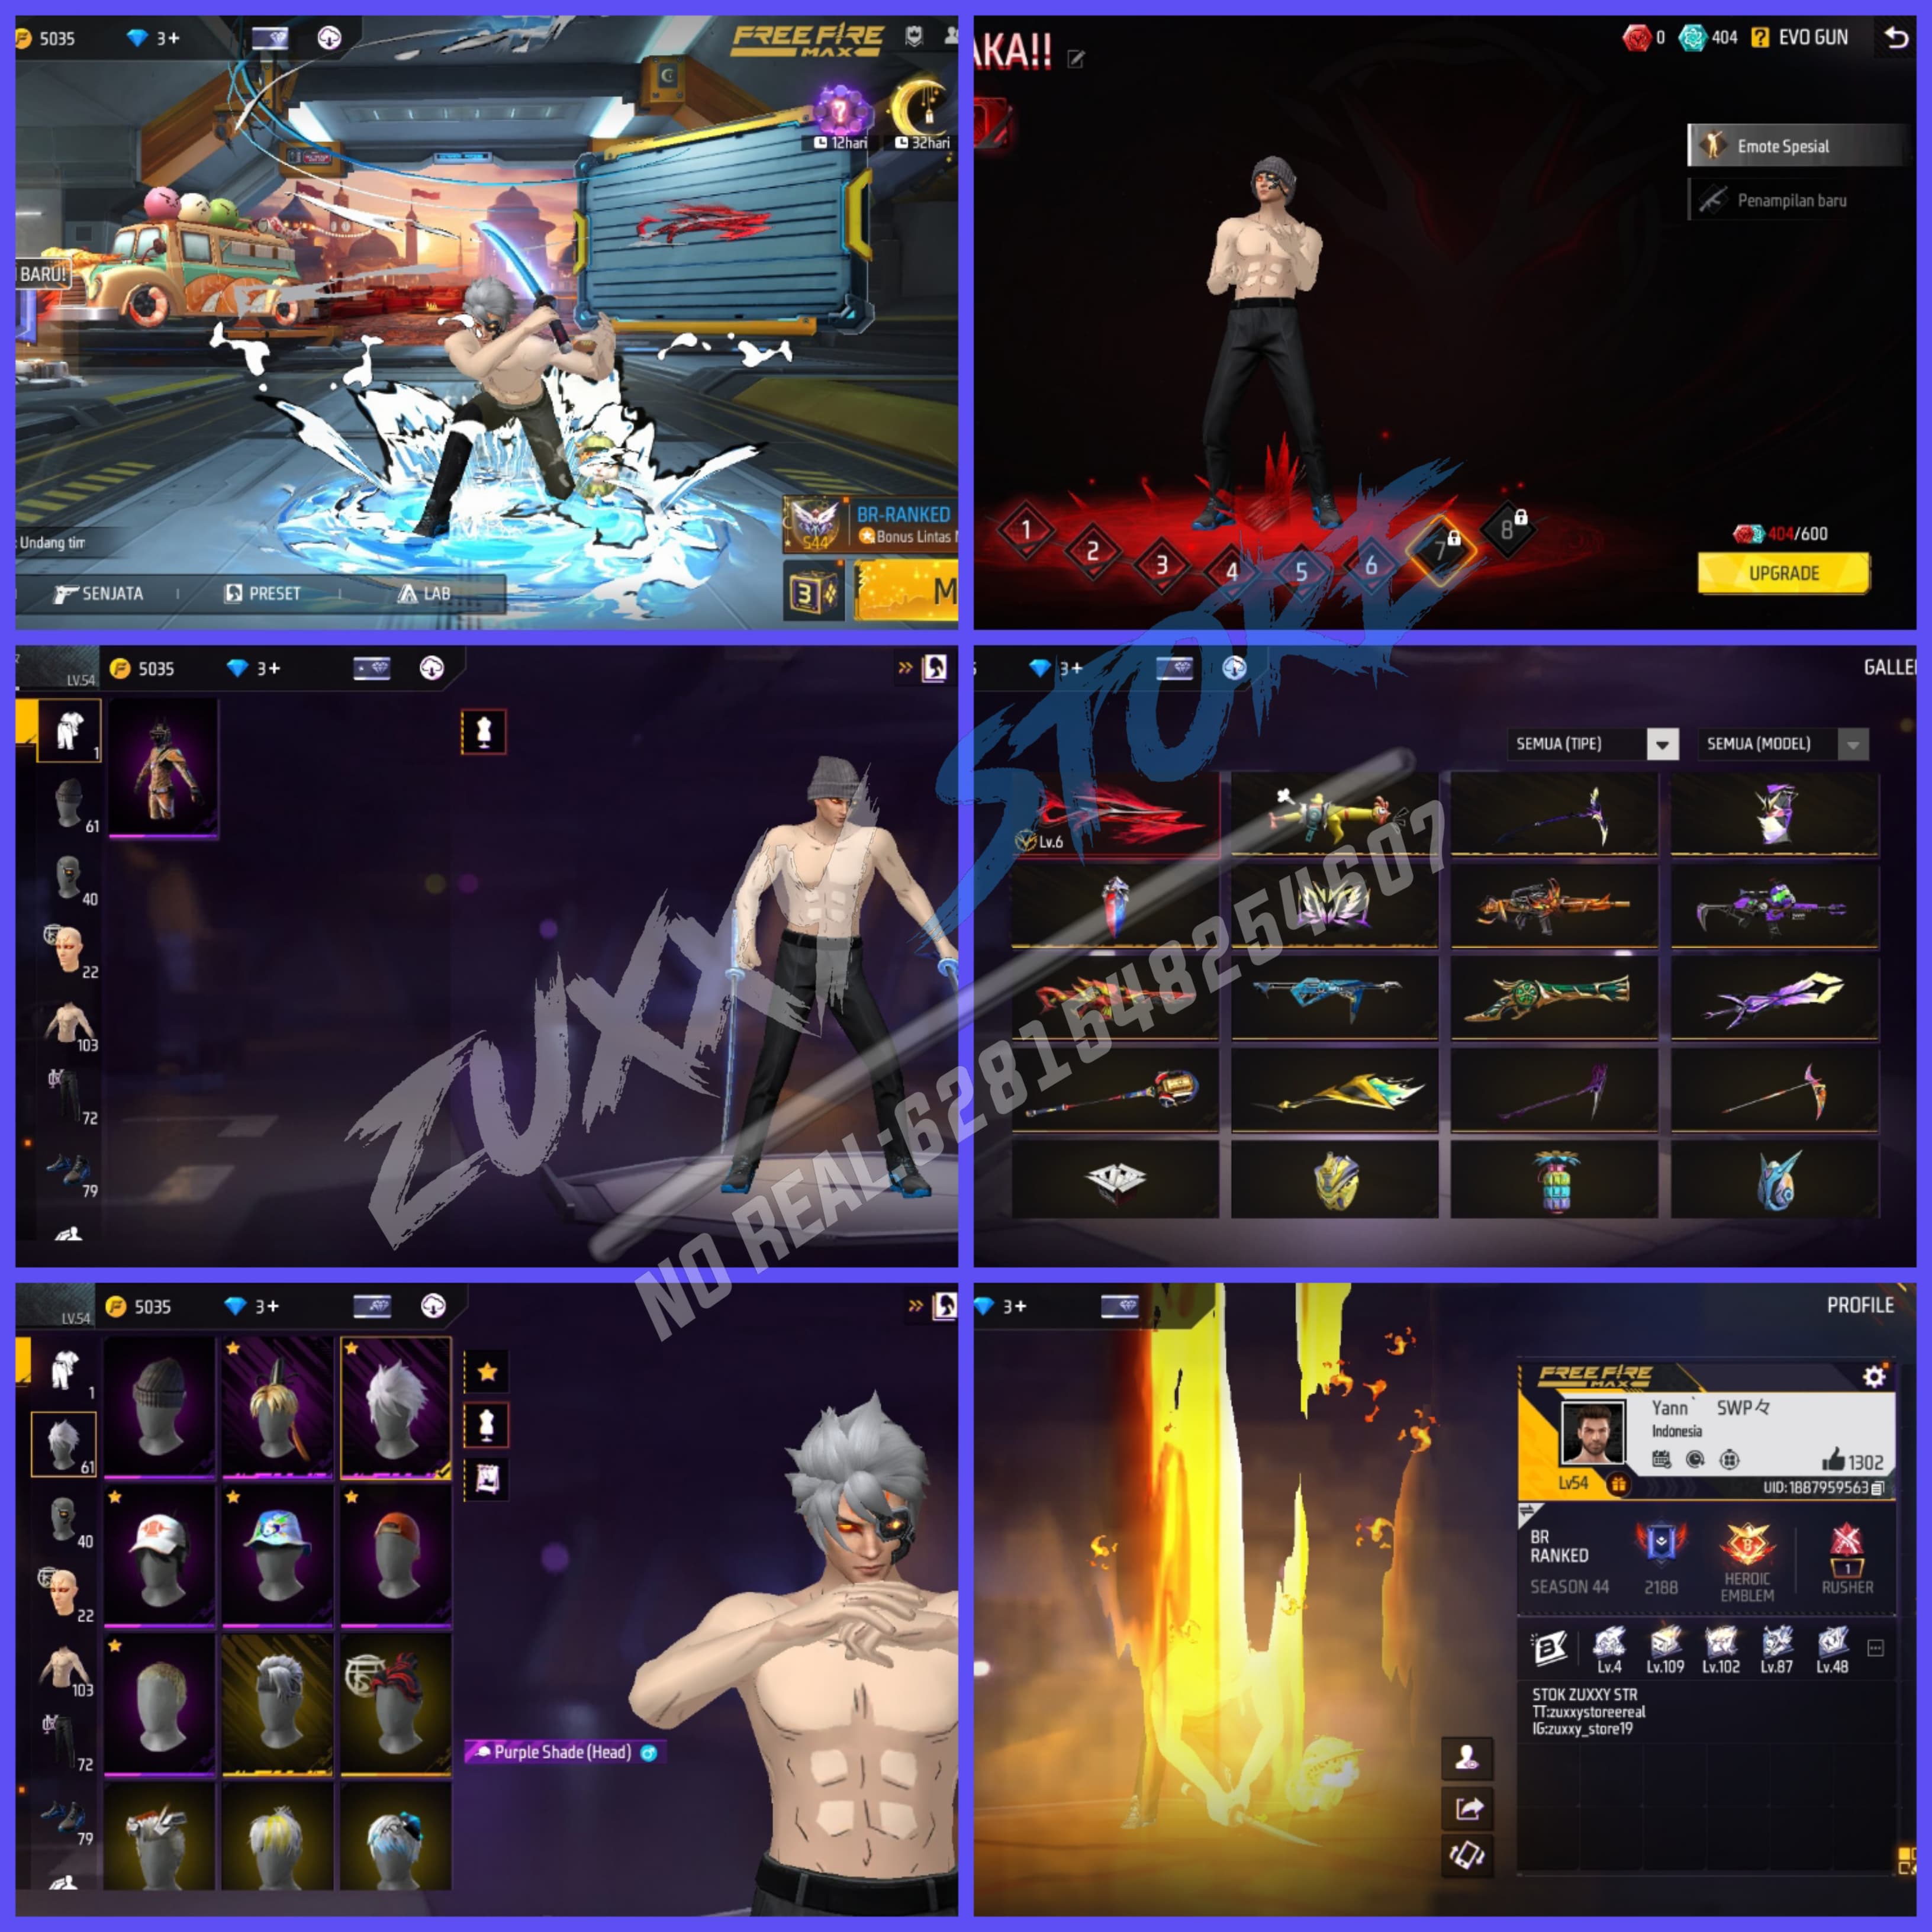 5035
3+
FREE FIRE
MAX
12hari
32hari
BARU!
BR-RANKED
544
Bonus Lintas
Undang tim
SENJATA
PRESET
LAB
3
M
AKA!!
0
404
EVO GUN
Emote Spesial
Penampilan baru
1
2
3
4
5
6
7
8
404/600
UPGRADE
LV.54
5035
3+
1
61
40
22
103
72
79
3+
GALLE
SEMUA (TIPE)
SEMUA (MODEL)
Lv.6
ZUXXY STORE
NO REAL:6281548254607
LV.54
5035
3+
1
61
40
22
103
72
79
Purple Shade (Head)
3+
PROFILE
FREE FIRE
MAX
Yann` SWP々
Indonesia
1302
Lv54
UID:1887959563
BR
RANKED
SEASON 44
2188
HEROIC
EMBLEM
1
RUSHER
Lv.4
Lv.109
Lv.102
Lv.87
Lv.48
STOK ZUXXY STR
TT:zuxxystoreereal
IG:zuxxy_store19